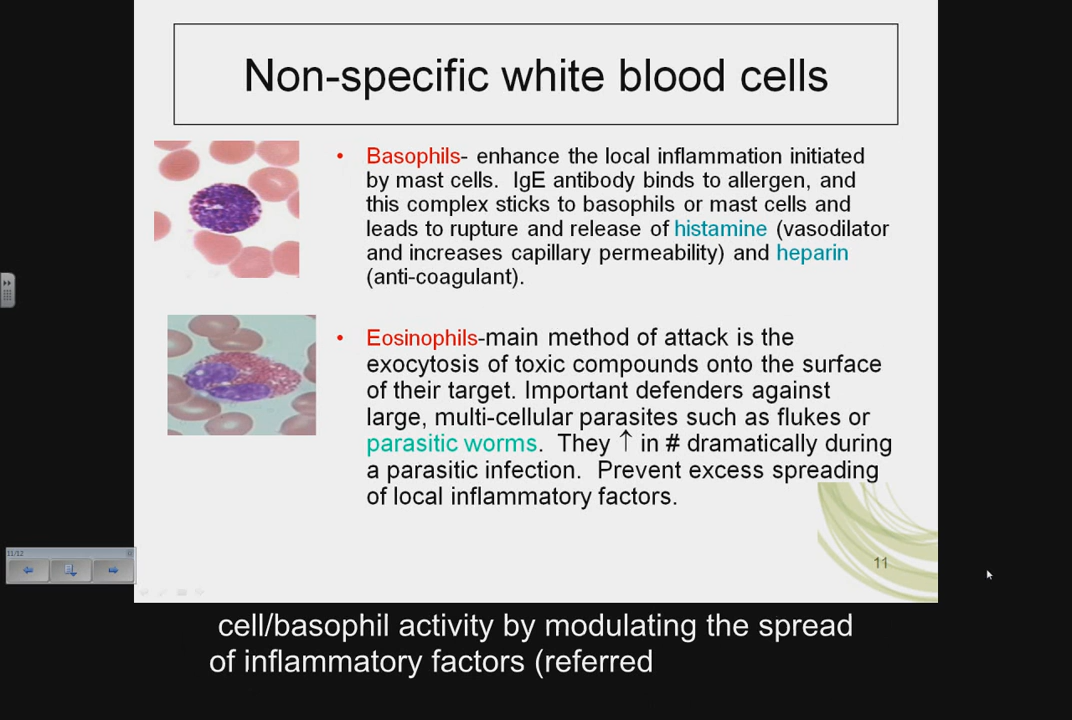 Non-specific white blood cells
• Basophils- enhance the local inflammation initiated
by mast cells. IgE antibody binds to allergen, and
this complex sticks to basophils or mast cells and
leads to rupture and release of histamine (vasodilator
and increases capillary permeability) and heparin
(anti-coagulant).
• Eosinophils-main method of attack is the
exocytosis of toxic compounds onto the surface
of their target. Important defenders against
large, multi-cellular parasites such as flukes or
parasitic worms. They ↑ in # dramatically during
a parasitic infection. Prevent excess spreading
of local inflammatory factors.
11/12
11
cell/basophil activity by modulating the spread
of inflammatory factors (referred